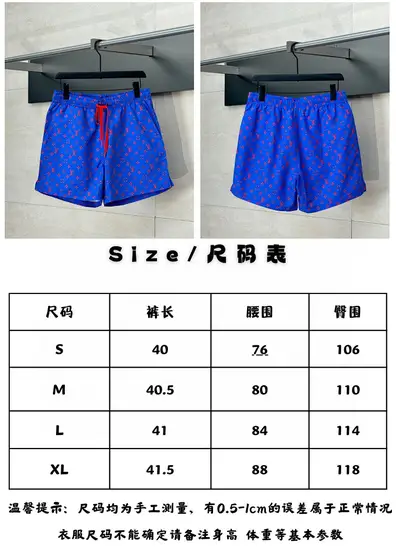 Size/尺码表
尺码 裤长 腰围 臀围
S 40 76 106
M 40.5 80 110
L 41 84 114
XL 41.5 88 118
温馨提示：尺码均为手工测量、有0.5-1cm的误差属于正常情况
衣服尺码不能确定请备注身高 体重等基本参数